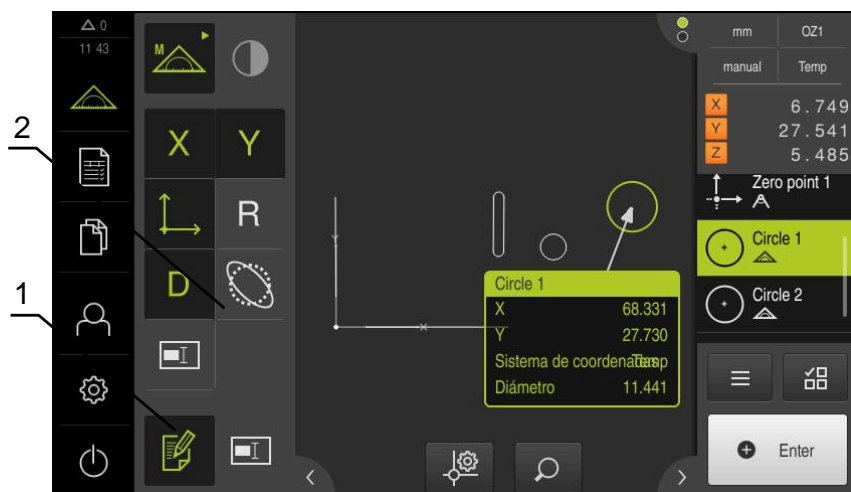 △ 0
11 43
M
X
Y
R
D
2
1
Y
X
Circle 1
X 68.331
Y 27.730
Sistema de coordenadas Temp
Diámetro 11.441
mm OZ1
manual Temp
X 6.749
Y 27.541
Z 5.485
Zero point 1
Circle 1
Circle 2
Enter